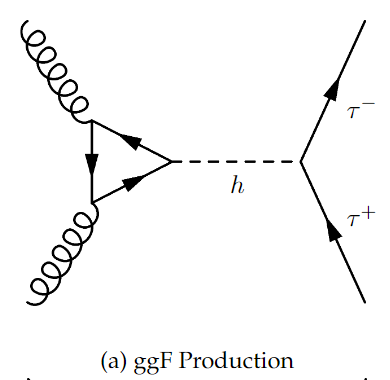 τ⁻
h
τ⁺
(a) ggF Production